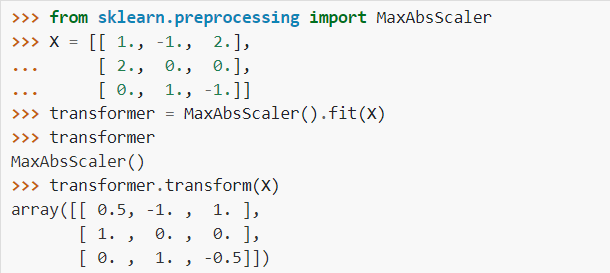 >>> from sklearn.preprocessing import MaxAbsScaler
>>> X = [[ 1., -1.,  2.],
...      [ 2.,  0.,  0.],
...      [ 0.,  1., -1.]]
>>> transformer = MaxAbsScaler().fit(X)
>>> transformer
MaxAbsScaler()
>>> transformer.transform(X)
array([[ 0.5, -1. ,  1. ],
       [ 1. ,  0. ,  0. ],
       [ 0. ,  1. , -0.5]])